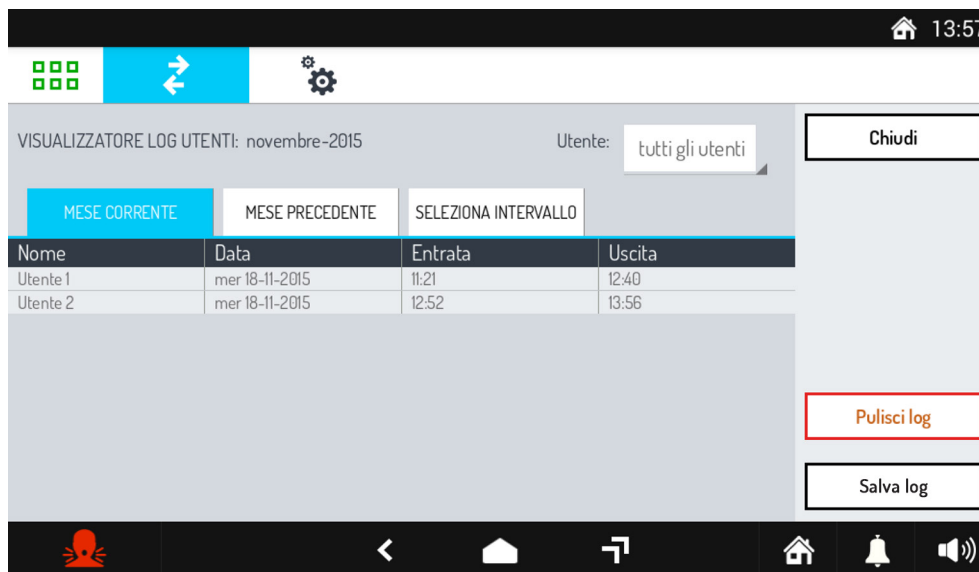 13:57
VISUALIZZATORE LOG UTENTI: novembre-2015
Utente: tutti gli utenti
Chiudi
MESE CORRENTE MESE PRECEDENTE SELEZIONA INTERVALLO
Nome Data Entrata Uscita
Utente 1 mer 18-11-2015 11:21 12:40
Utente 2 mer 18-11-2015 12:52 13:56
Pulisci log
Salva log